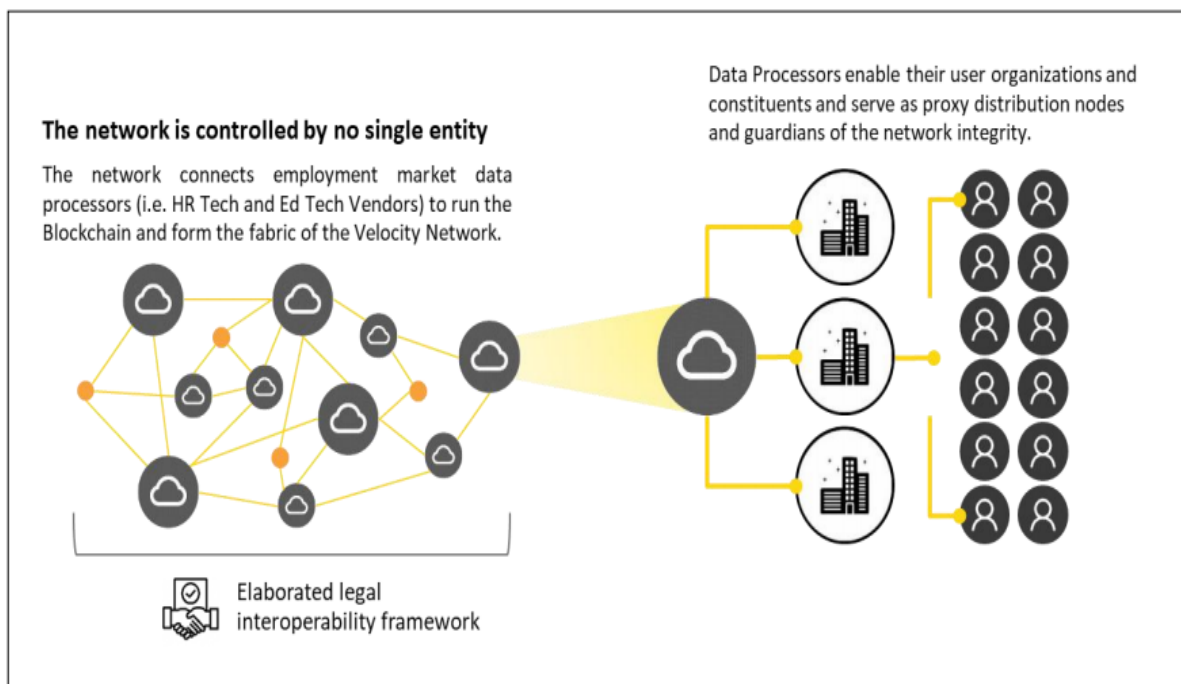 The network is controlled by no single entity
The network connects employment market data
processors (i.e. HR Tech and Ed Tech Vendors) to run the
Blockchain and form the fabric of the Velocity Network.
Elaborated legal
interoperability framework
Data Processors enable their user organizations and
constituents and serve as proxy distribution nodes
and guardians of the network integrity.